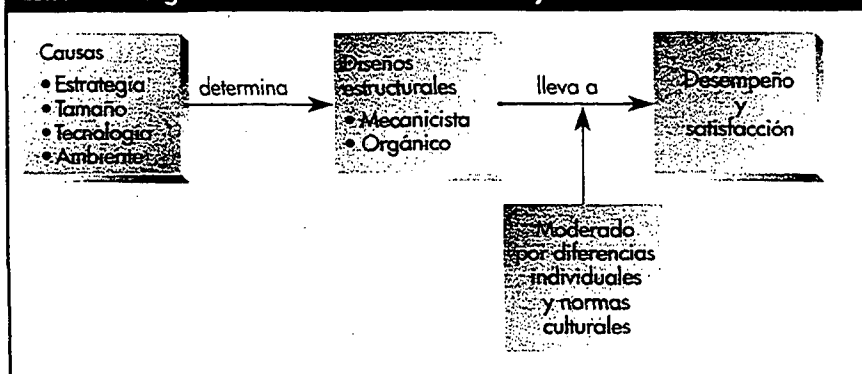 Causas
• Estrategia
• Tamaño
• Tecnología
• Ambiente
determina
Diseños
estructurales
• Mecanicista
• Orgánico
lleva a
Desempeño
y
satisfacción
Moderado
por diferencias
individuales
y normas
culturales